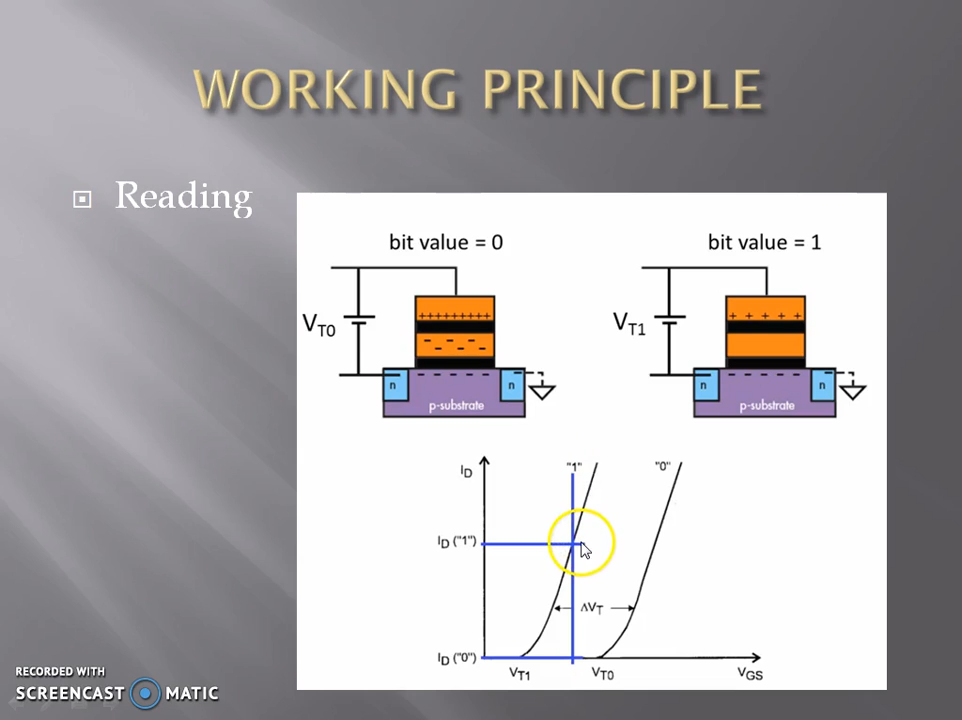 WORKING PRINCIPLE
Reading
bit value = 0
bit value = 1
VT0
VT1
+++++++++
+ + + + +
n
n
n
n
p-substrate
p-substrate
ID
"1"
"0"
ID ("1")
ΔVT
ID ("0")
VT1
VT0
VGS
RECORDED WITH
SCREENCAST MATIC